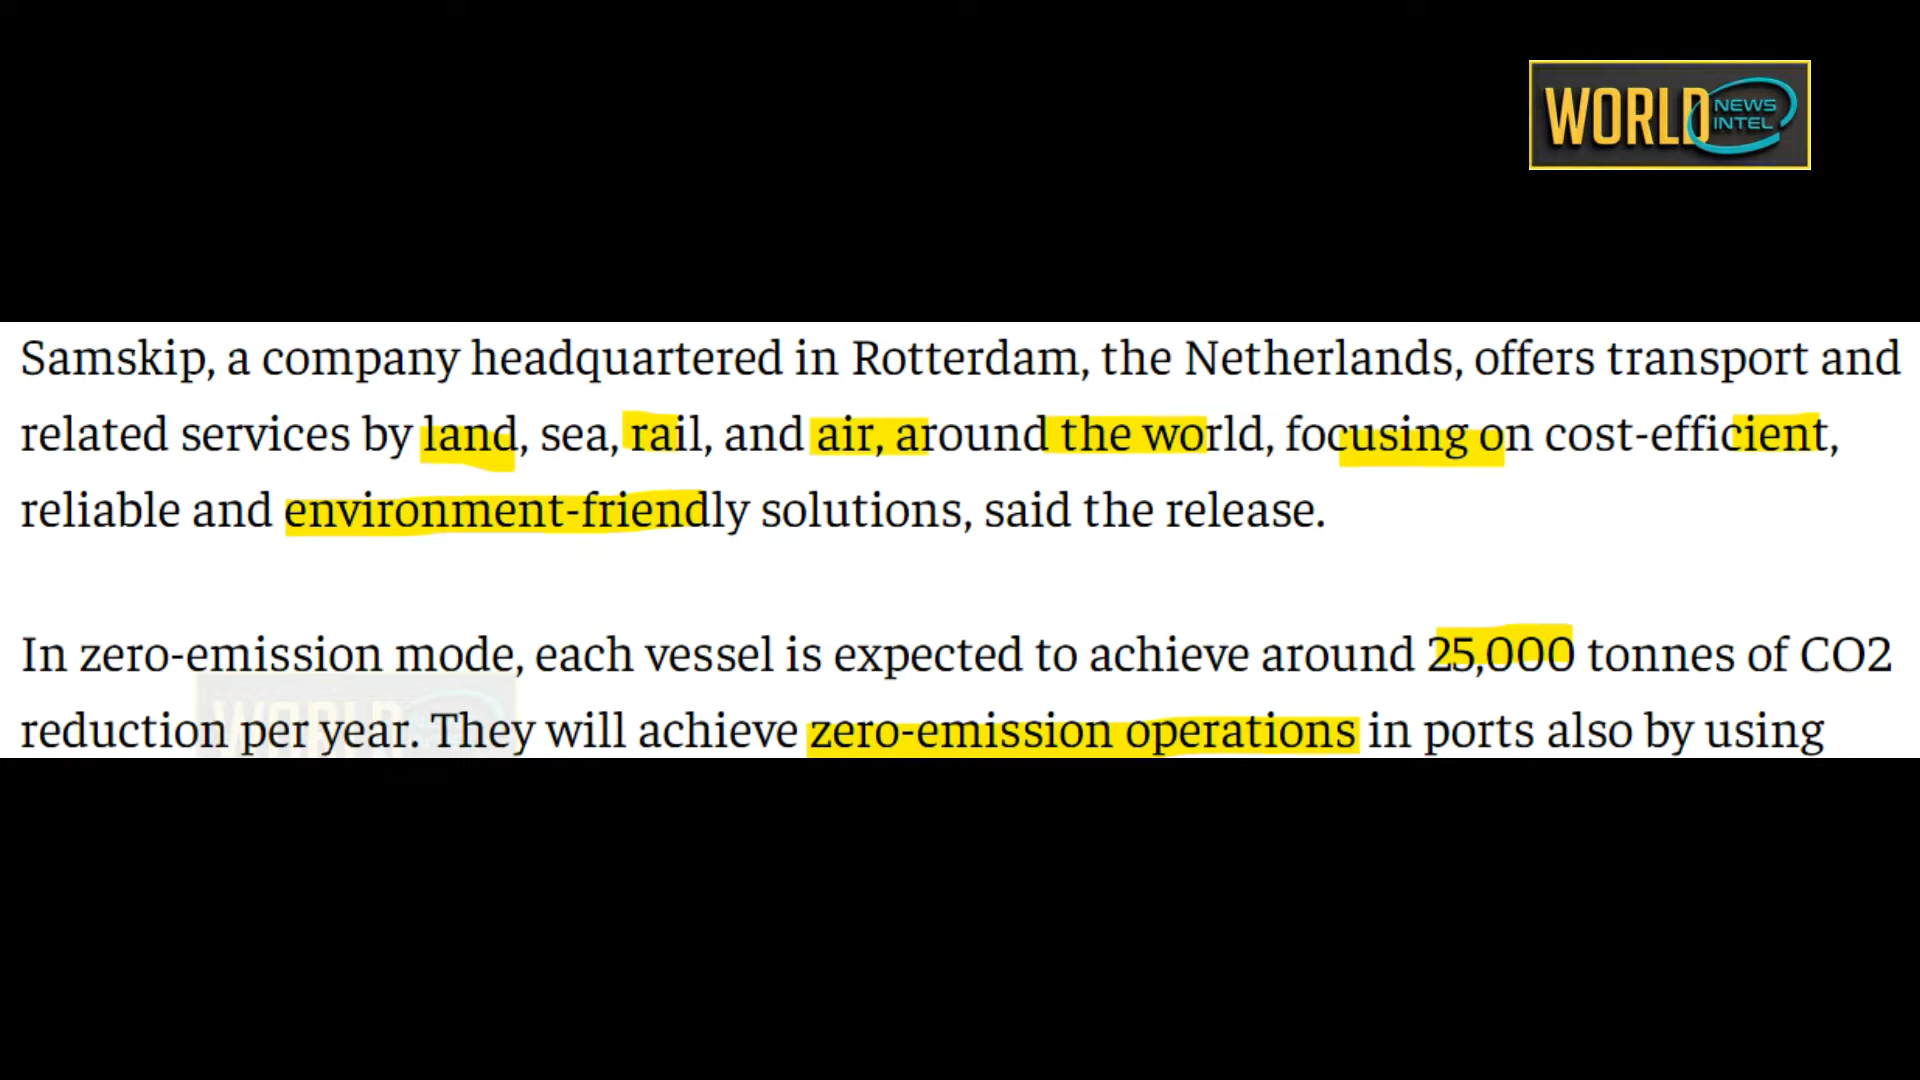 WORLD NEWS INTEL
Samskip, a company headquartered in Rotterdam, the Netherlands, offers transport and
related services by land, sea, rail, and air, around the world, focusing on cost-efficient,
reliable and environment-friendly solutions, said the release.
In zero-emission mode, each vessel is expected to achieve around 25,000 tonnes of CO2
reduction per year. They will achieve zero-emission operations in ports also by using
WORLD